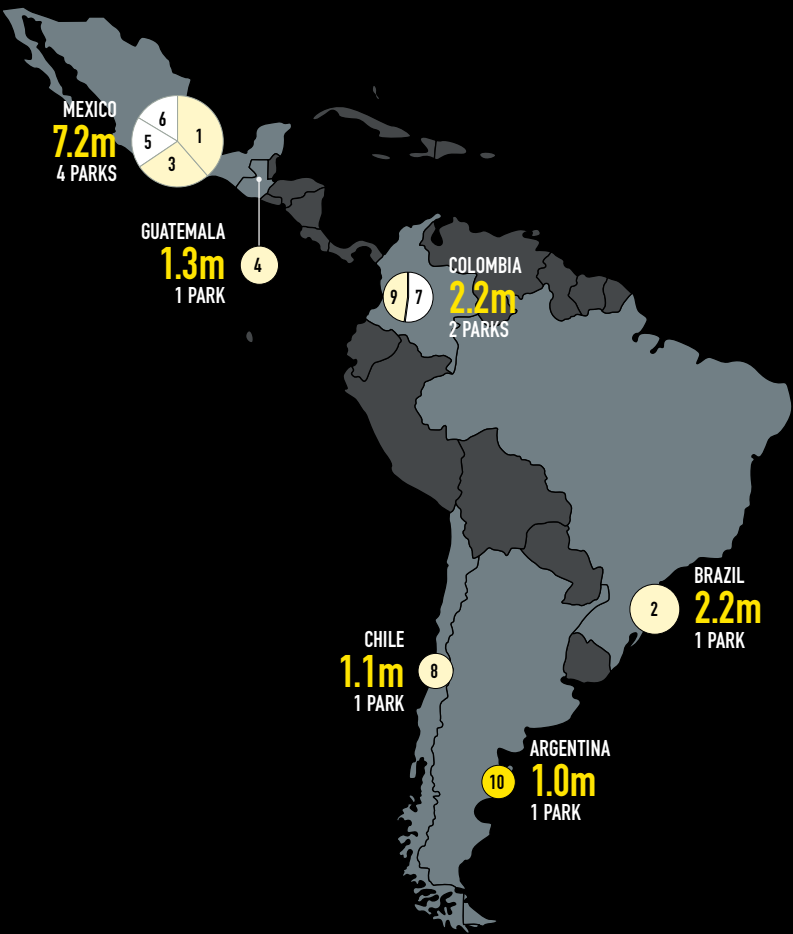 MEXICO
7.2m
4 PARKS
6
1
5
3
GUATEMALA
1.3m
1 PARK
4
COLOMBIA
2.2m
2 PARKS
9
7
BRAZIL
2.2m
1 PARK
2
CHILE
1.1m
1 PARK
8
ARGENTINA
1.0m
1 PARK
10